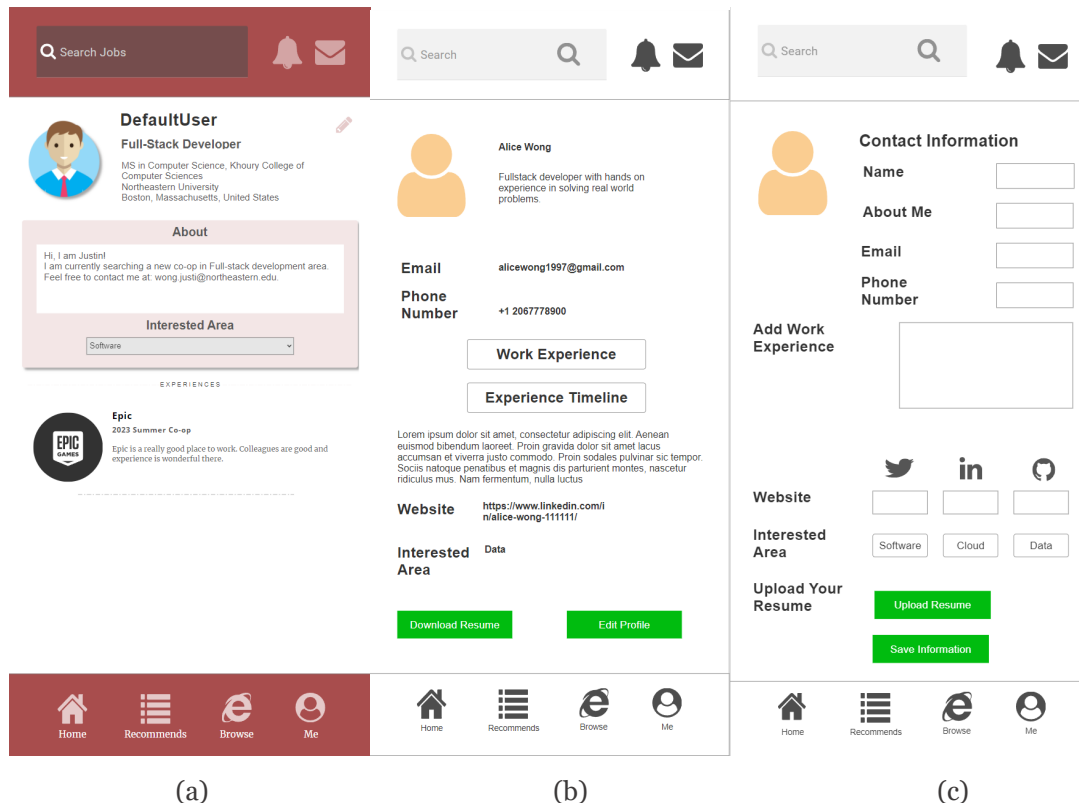 Search Jobs
DefaultUser
Full-Stack Developer
MS in Computer Science, Khoury College of
Computer Sciences
Northeastern University
Boston, Massachusetts, United States
About
Hi, I am Justin!
I am currently searching a new co-op in Full-stack development area.
Feel free to contact me at: wong.justi@northeastern.edu.
Interested Area
Software
EXPERIENCES
EPIC
GAMES
Epic
2023 Summer Co-op
Epic is a really good place to work. Colleagues are good and
experience is wonderful there.
Home
Recommends
Browse
Me
(a)
Search
Alice Wong
Fullstack developer with hands on
experience in solving real world
problems.
Email
alicewong1997@gmail.com
Phone
Number
+1 2067778900
Work Experience
Experience Timeline
Lorem ipsum dolor sit amet, consectetur adipiscing elit. Aenean
euismod bibendum laoreet. Proin gravida dolor sit amet lacus
accumsan et viverra justo commodo. Proin sodales pulvinar sic tempor.
Sociis natoque penatibus et magnis dis parturient montes, nascetur
ridiculus mus. Nam fermentum, nulla luctus
Website
https://www.linkedin.com/i
n/alice-wong-111111/
Interested
Area
Data
Download Resume
Edit Profile
Home
Recommends
Browse
Me
(b)
Search
Contact Information
Name
About Me
Email
Phone
Number
Add Work
Experience
in
Website
Interested
Area
Software
Cloud
Data
Upload Your
Resume
Upload Resume
Save Information
Home
Recommends
Browse
Me
(c)